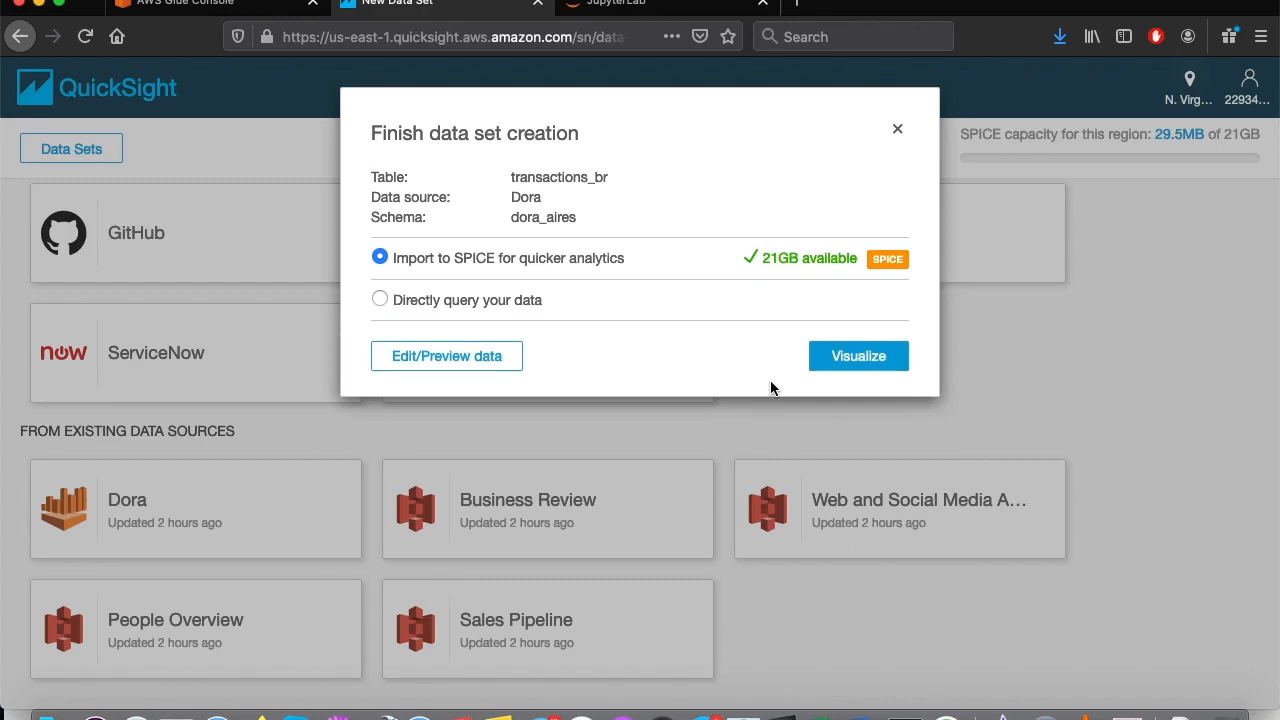 AWS Glue Console
New Data Set
JupyterLab
https://us-east-1.quicksight.aws.amazon.com/sn/data-
Search
QuickSight
N. Virg...
22934...
Data Sets
SPICE capacity for this region: 29.5MB of 21GB
Finish data set creation
Table: transactions_br
Data source: Dora
Schema: dora_aires
Import to SPICE for quicker analytics
21GB available
SPICE
Directly query your data
Edit/Preview data
Visualize
GitHub
now
ServiceNow
FROM EXISTING DATA SOURCES
Dora
Updated 2 hours ago
Business Review
Updated 2 hours ago
Web and Social Media A...
Updated 2 hours ago
People Overview
Updated 2 hours ago
Sales Pipeline
Updated 2 hours ago